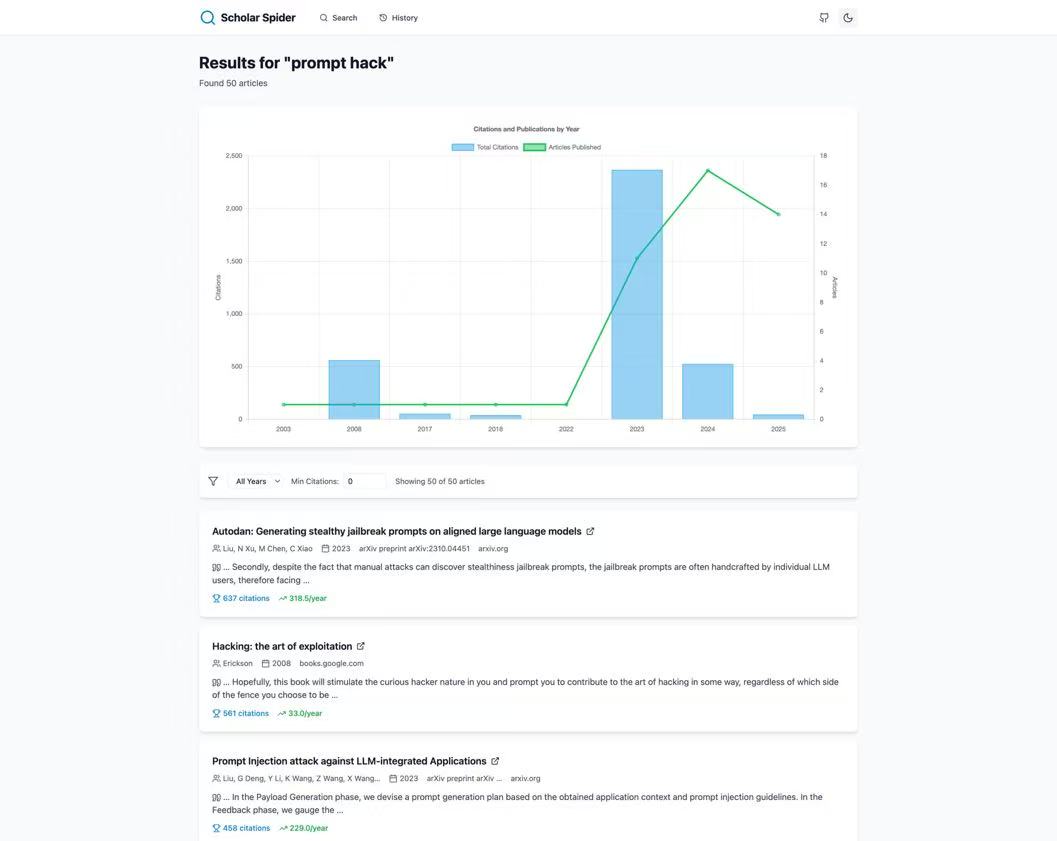 Scholar Spider
Search
History
Results for "prompt hack"
Found 50 articles
Citations and Publications by Year
Total Citations
Articles Published
2,500
2,000
1,500
1,000
500
0
Citations
18
16
14
12
10
8
6
4
2
0
Articles
2003
2008
2017
2018
2022
2023
2024
2025
All Years
Min Citations:
0
Showing 50 of 50 articles
Autodan: Generating stealthy jailbreak prompts on aligned large language models
Liu, N Xu, M Chen, C Xiao
2023
arXiv preprint arXiv:2310.04451
arxiv.org
… Secondly, despite the fact that manual attacks can discover stealthiness jailbreak prompts, the jailbreak prompts are often handcrafted by individual LLM
users, therefore facing …
637 citations
318.5/year
Hacking: the art of exploitation
Erickson
2008
books.google.com
… Hopefully, this book will stimulate the curious hacker nature in you and prompt you to contribute to the art of hacking in some way, regardless of which side
of the fence you choose to be …
561 citations
33.0/year
Prompt Injection attack against LLM-integrated Applications
Liu, G Deng, Y Li, K Wang, Z Wang, X Wang…
2023
arXiv preprint arXiv …
arxiv.org
… In the Payload Generation phase, we devise a prompt generation plan based on the obtained application context and prompt injection guidelines. In the
Feedback phase, we gauge the …
458 citations
229.0/year